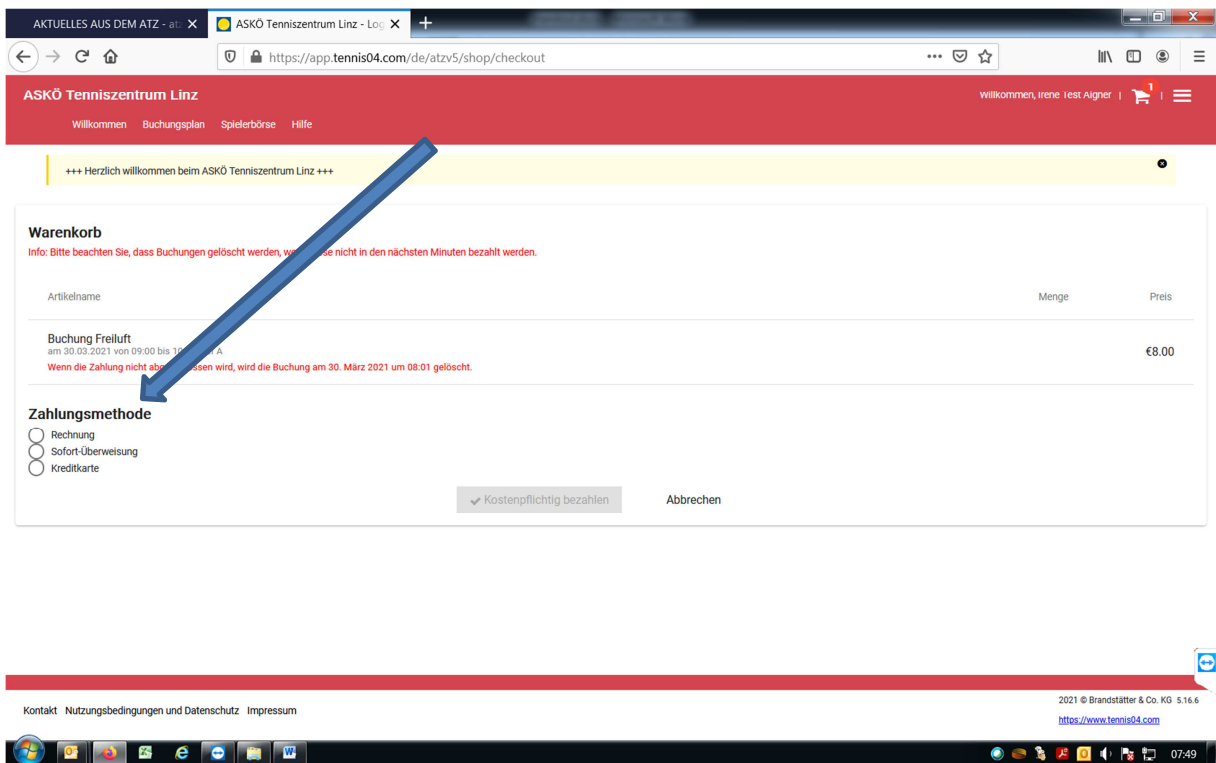 AKTUELLES AUS DEM ATZ - at
ASKÖ Tenniszentrum Linz - Log
https://app.tennis04.com/de/atzv5/shop/checkout
ASKÖ Tenniszentrum Linz
Willkommen, Irene Test Aigner | 1 |
Willkommen Buchungsplan Spielerbörse Hilfe
+++ Herzlich willkommen beim ASKÖ Tenniszentrum Linz +++
Warenkorb
Info: Bitte beachten Sie, dass Buchungen gelöscht werden, nicht in den nächsten Minuten bezahlt werden.
Artikelname Menge Preis
Buchung Freiluft
am 30.03.2021 von 09:00 bis A
€8.00
Wenn die Zahlung nicht wird, wird die Buchung am 30. März 2021 um 08:01 gelöscht.
Zahlungsmethode
Rechnung
Sofort-Überweisung
Kreditkarte
Kostenpflichtig bezahlen Abbrechen
Kontakt Nutzungsbedingungen und Datenschutz Impressum
2021 © Brandstätter & Co. KG 5.16.6
https://www.tennis04.com
07:49